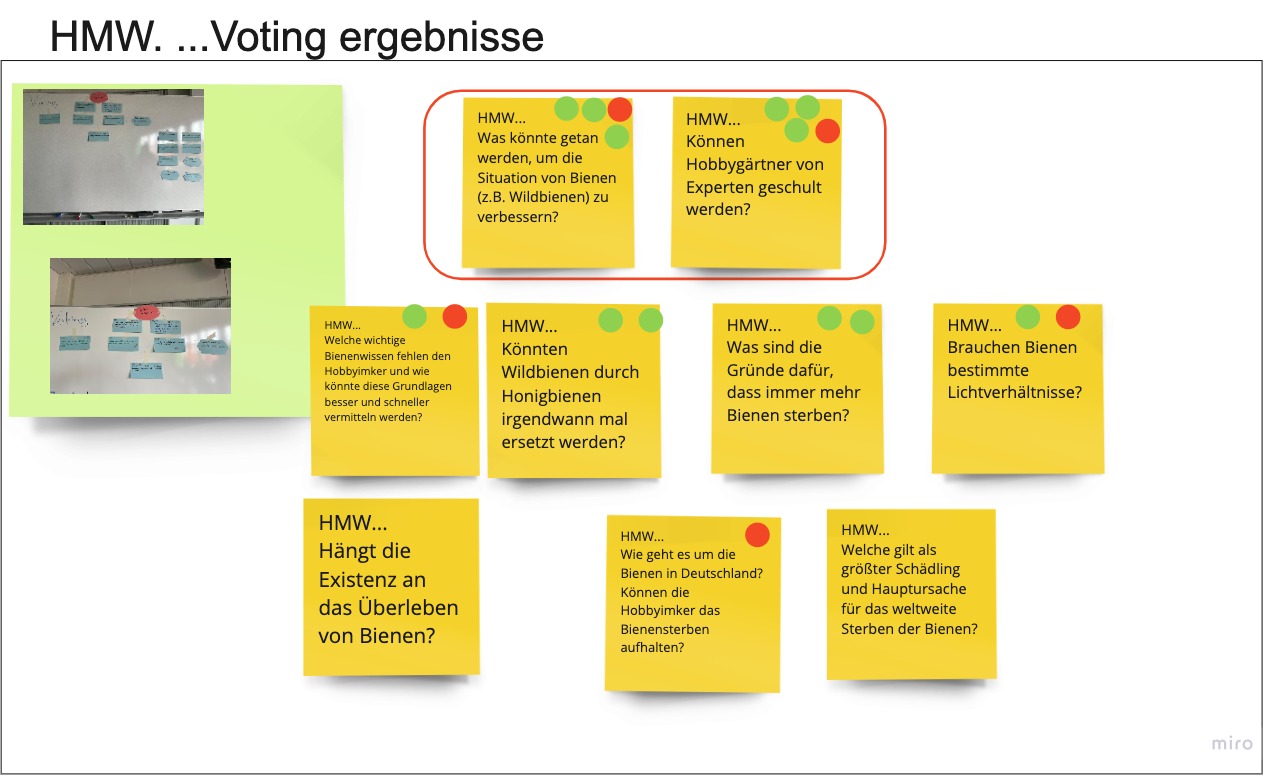 HMW. ...Voting ergebnisse
HMW...
Was könnte getan
werden, um die
Situation von Bienen
(z.B. Wildbienen) zu
verbessern?
HMW...
Können
Hobbygärtner von
Experten geschult
werden?
HMW...
Welche wichtige
Bienenwissen fehlen den
Hobbyimker und wie
könnte diese Grundlagen
besser und schneller
vermitteln werden?
HMW...
Könnten
Wildbienen durch
Honigbienen
irgendwann mal
ersetzt werden?
HMW...
Was sind die
Gründe dafür,
dass immer mehr
Bienen sterben?
HMW...
Brauchen Bienen
bestimmte
Lichtverhältnisse?
HMW...
Hängt die
Existenz an
das Überleben
von Bienen?
HMW...
Wie geht es um die
Bienen in Deutschland?
Können die
Hobbyimker das
Bienensterben
aufhalten?
HMW...
Welche gilt als
größter Schädling
und Hauptursache
für das weltweite
Sterben der Bienen?
miro